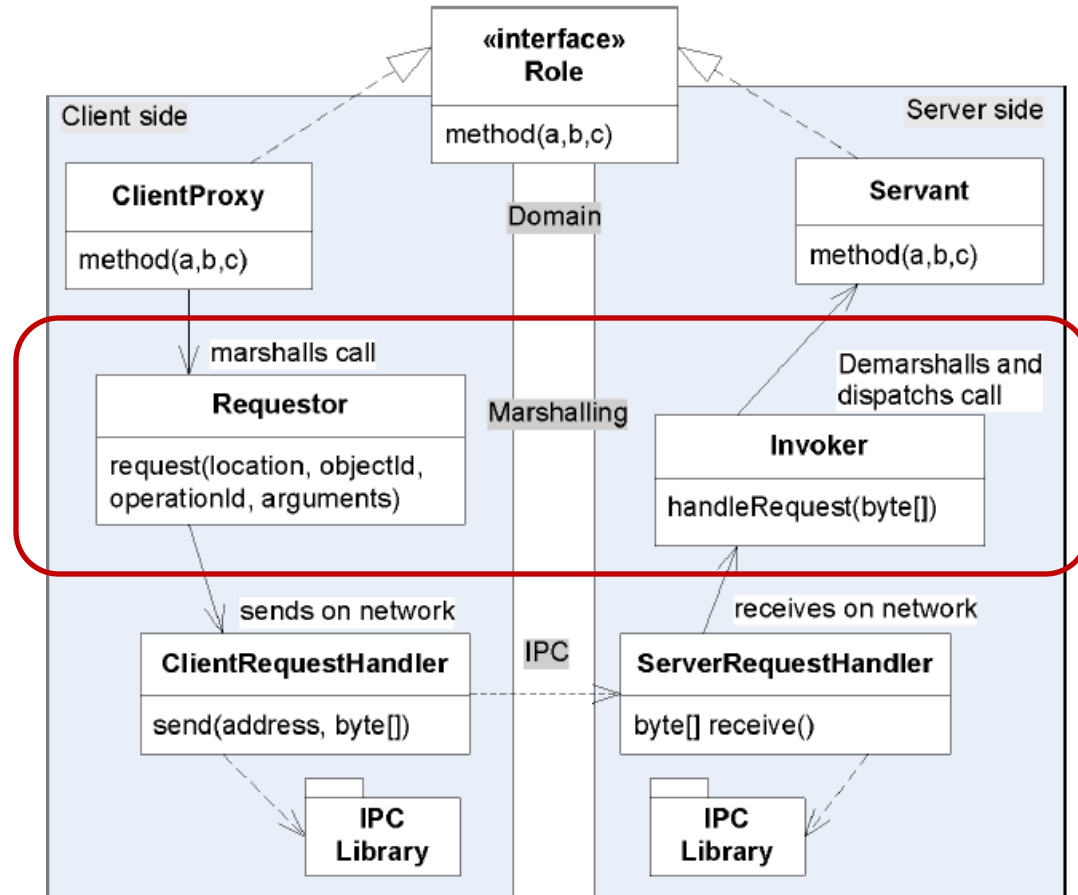 «interface»
Role
method(a,b,c)
Client side
Server side
ClientProxy
method(a,b,c)
Domain
Servant
method(a,b,c)
marshalls call
Requestor
request(location, objectId,
operationId, arguments)
Marshalling
Demarshalls and
dispatchs call
Invoker
handleRequest(byte[])
sends on network
ClientRequestHandler
send(address, byte[])
IPC
receives on network
ServerRequestHandler
byte[] receive()
IPC
Library
IPC
Library